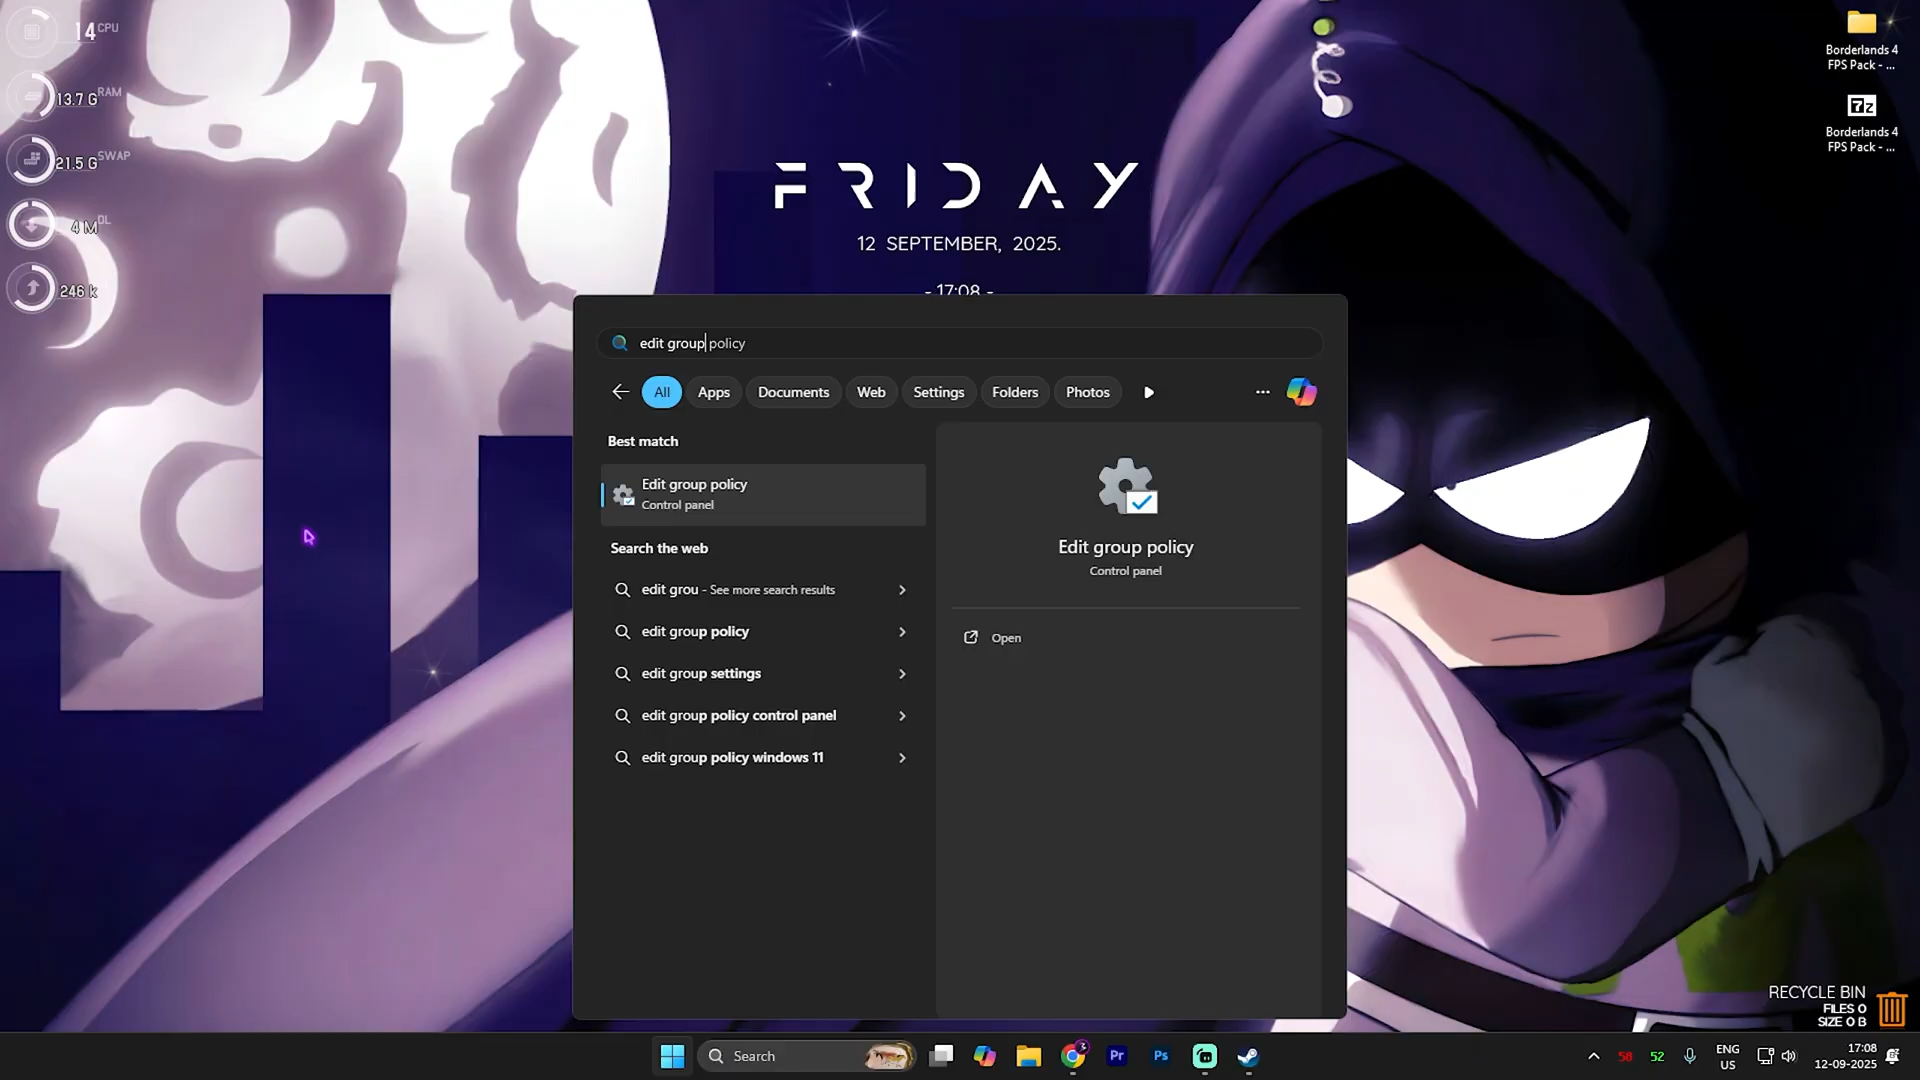 14 CPU
13.7 G RAM
21.5 G SWAP
4 M DL
246 k
Borderlands 4
FPS Pack - ...
7z
Borderlands 4
FPS Pack - ...
FRIDAY
12 SEPTEMBER, 2025.
- 17:08 -
edit group policy
All
Apps
Documents
Web
Settings
Folders
Photos
Best match
Edit group policy
Control panel
Search the web
edit grou - See more search results
edit group policy
edit group settings
edit group policy control panel
edit group policy windows 11
Edit group policy
Control panel
Open
RECYCLE BIN
FILES 0
SIZE 0 B
Search
3
Pr
Ps
58
52
ENG
US
17:08
12-09-2025